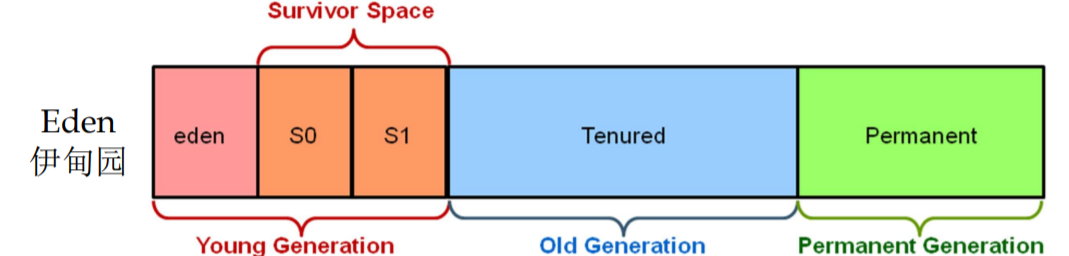 Survivor Space
Eden
伊甸园
eden
S0
S1
Tenured
Permanent
Young Generation
Old Generation
Permanent Generation